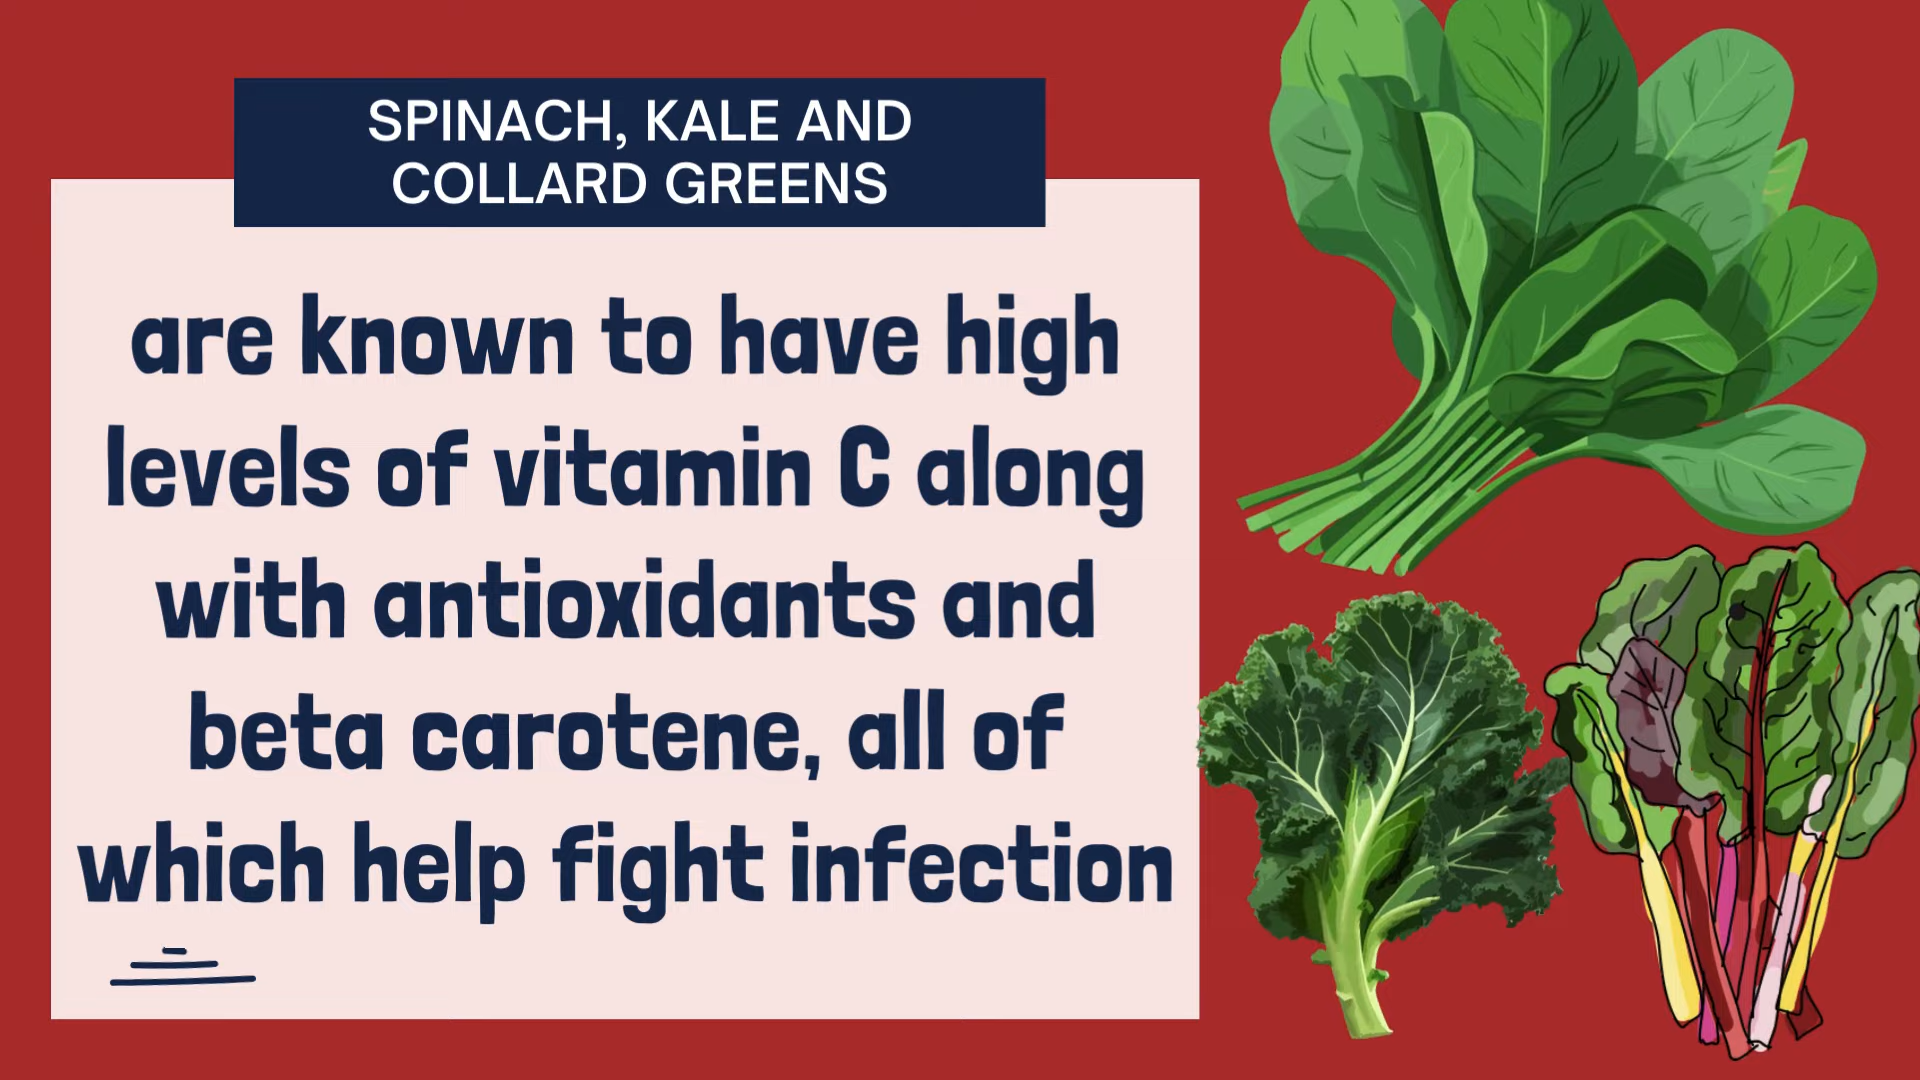 SPINACH, KALE AND
COLLARD GREENS
are known to have high
levels of vitamin C along
with antioxidants and
beta carotene, all of
which help fight infection